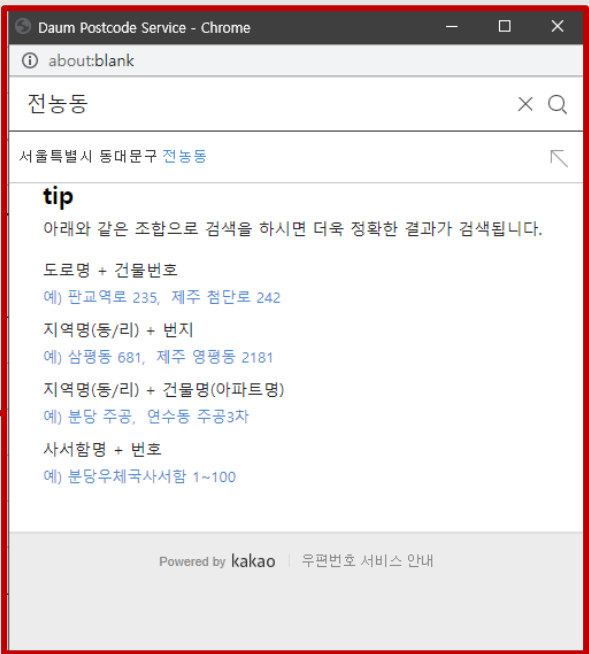 Daum Postcode Service - Chrome
about:blank
전농동
서울특별시 동대문구 전농동
tip
아래와 같은 조합으로 검색을 하시면 더욱 정확한 결과가 검색됩니다.
도로명 + 건물번호
예) 판교역로 235, 제주 첨단로 242
지역명(동/리) + 번지
예) 삼평동 681, 제주 영평동 2181
지역명(동/리) + 건물명(아파트명)
예) 분당 주공, 연수동 주공3차
사서함명 + 번호
예) 분당우체국사서함 1~100
Powered by kakao 우편번호 서비스 안내